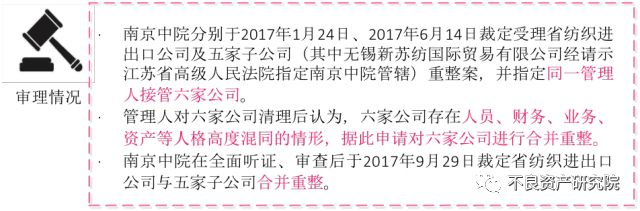 · 南京中院分别于2017年1月24日、2017年6月14日裁定受理省纺织进
出口公司及五家子公司（其中无锡新苏纺国际贸易有限公司经请示
江苏省高级人民法院指定南京中院管辖）重整案，并指定同一管理
人接管六家公司。
· 管理人对六家公司清理后认为，六家公司存在人员、财务、业务、
资产等人格高度混同的情形，据此申请对六家公司进行合并重整。
· 南京中院在全面听证、审查后于2017年9月29日裁定省纺织进出口
公司与五家子公司合并重整。
审理情况
不良资产研究院